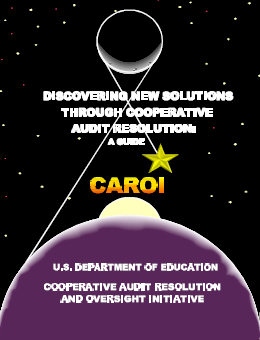 DISCOVERING NEW SOLUTIONS
THROUGH COOPERATIVE
AUDIT RESOLUTION:
A GUIDE
CAROI
U.S. DEPARTMENT OF EDUCATION
COOPERATIVE AUDIT RESOLUTION
AND OVERSIGHT INITIATIVE